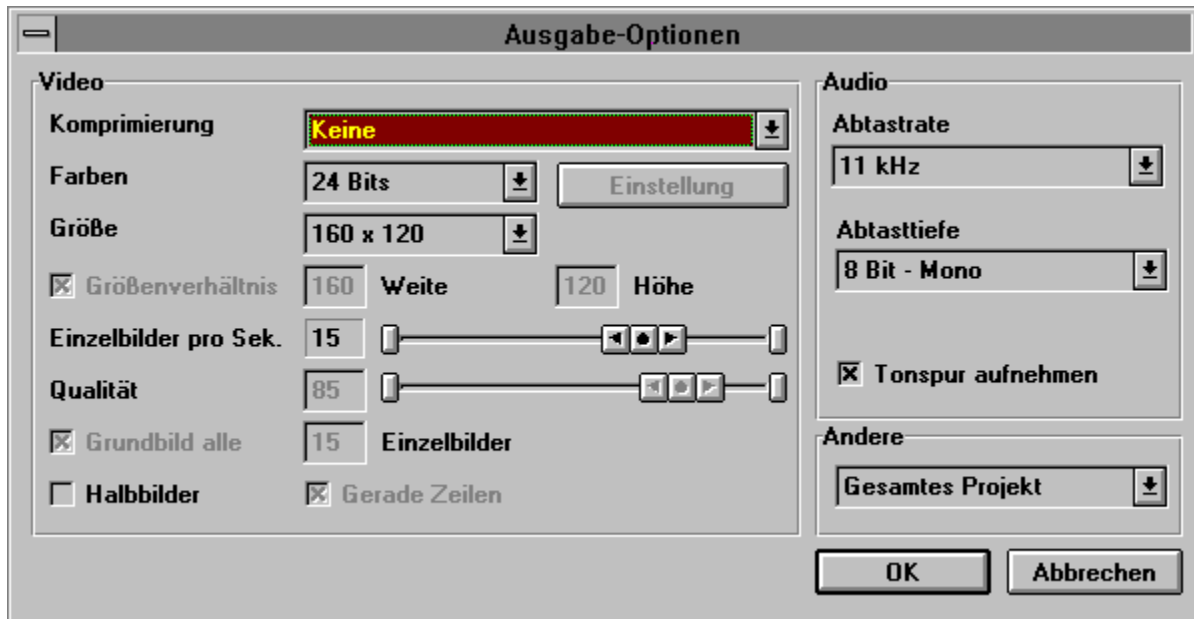 Ausgabe-Optionen
Video
Komprimierung
Keine
Farben
24 Bits
Einstellung
Größe
160 x 120
Größenverhältnis
160 Weite
120 Höhe
Einzelbilder pro Sek.
15
Qualität
85
Grundbild alle
15 Einzelbilder
Halbbilder
Gerade Zeilen
Audio
Abtastrate
11 kHz
Abtasttiefe
8 Bit - Mono
Tonspur aufnehmen
Andere
Gesamtes Projekt
OK
Abbrechen